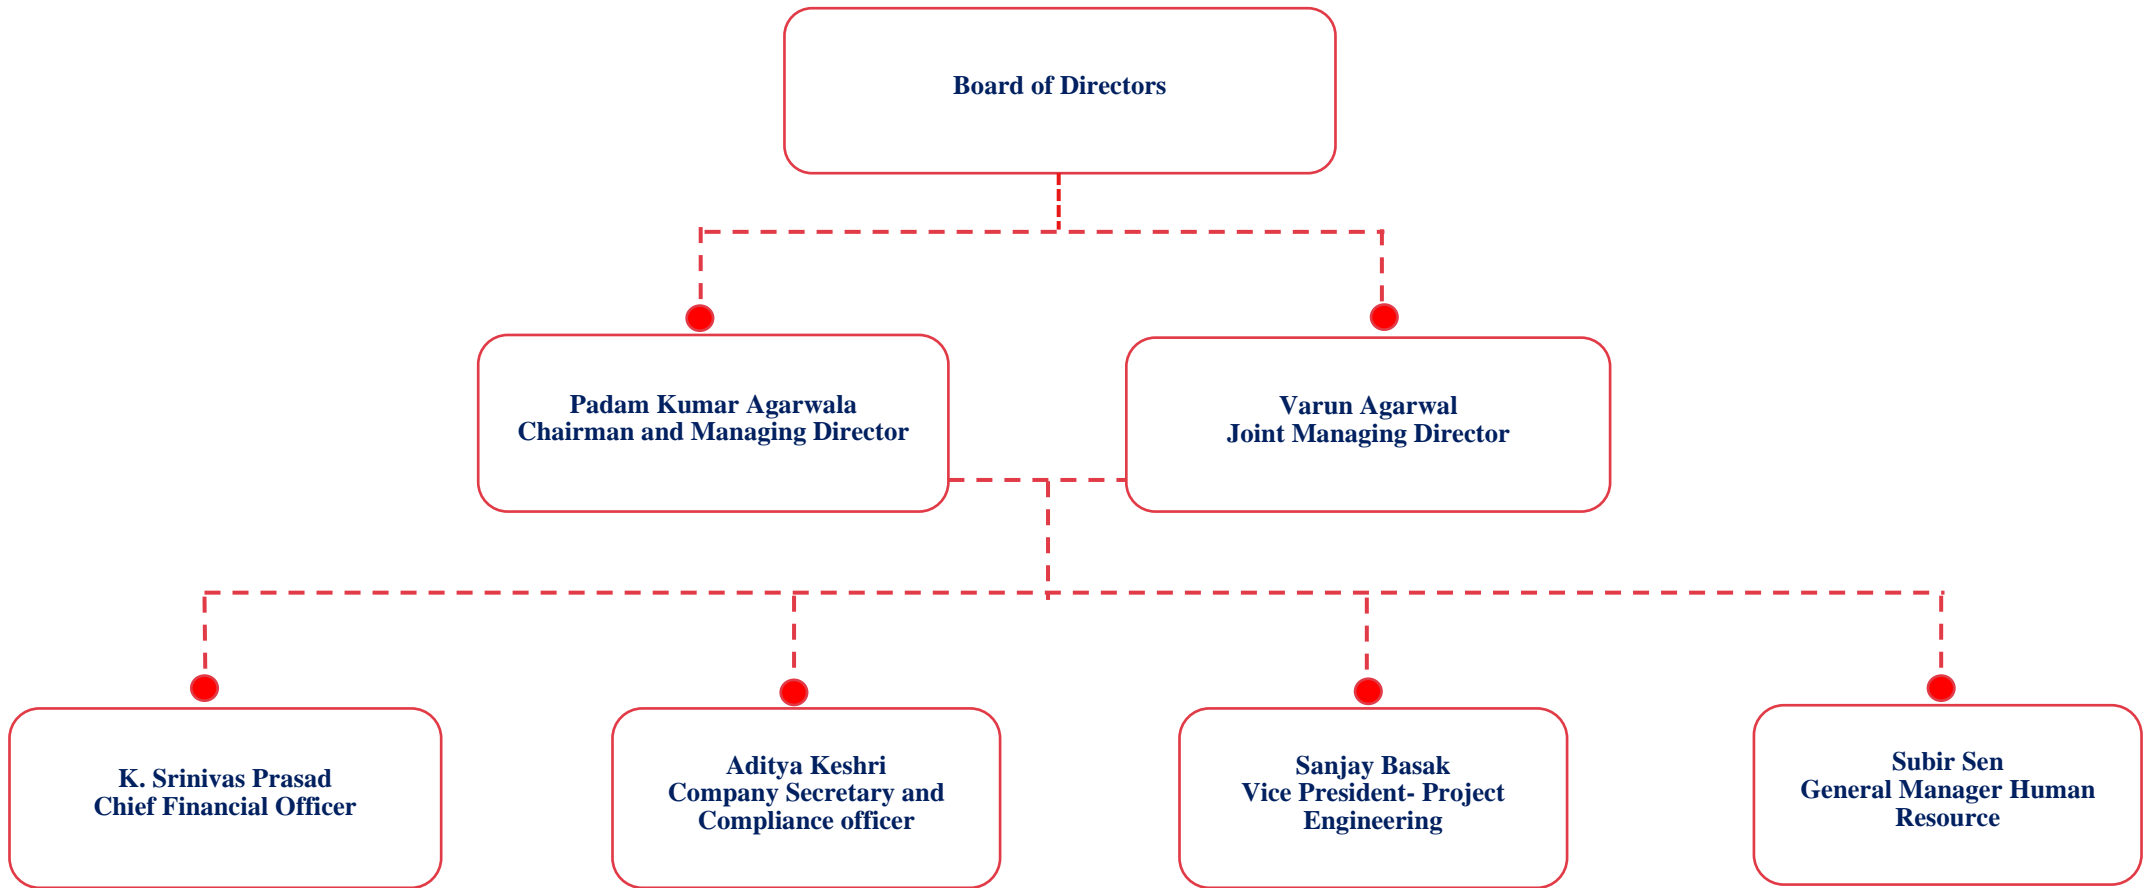 Board of Directors
Padam Kumar Agarwala
Chairman and Managing Director
Varun Agarwal
Joint Managing Director
K. Srinivas Prasad
Chief Financial Officer
Aditya Keshri
Company Secretary and
Compliance officer
Sanjay Basak
Vice President- Project
Engineering
Subir Sen
General Manager Human
Resource